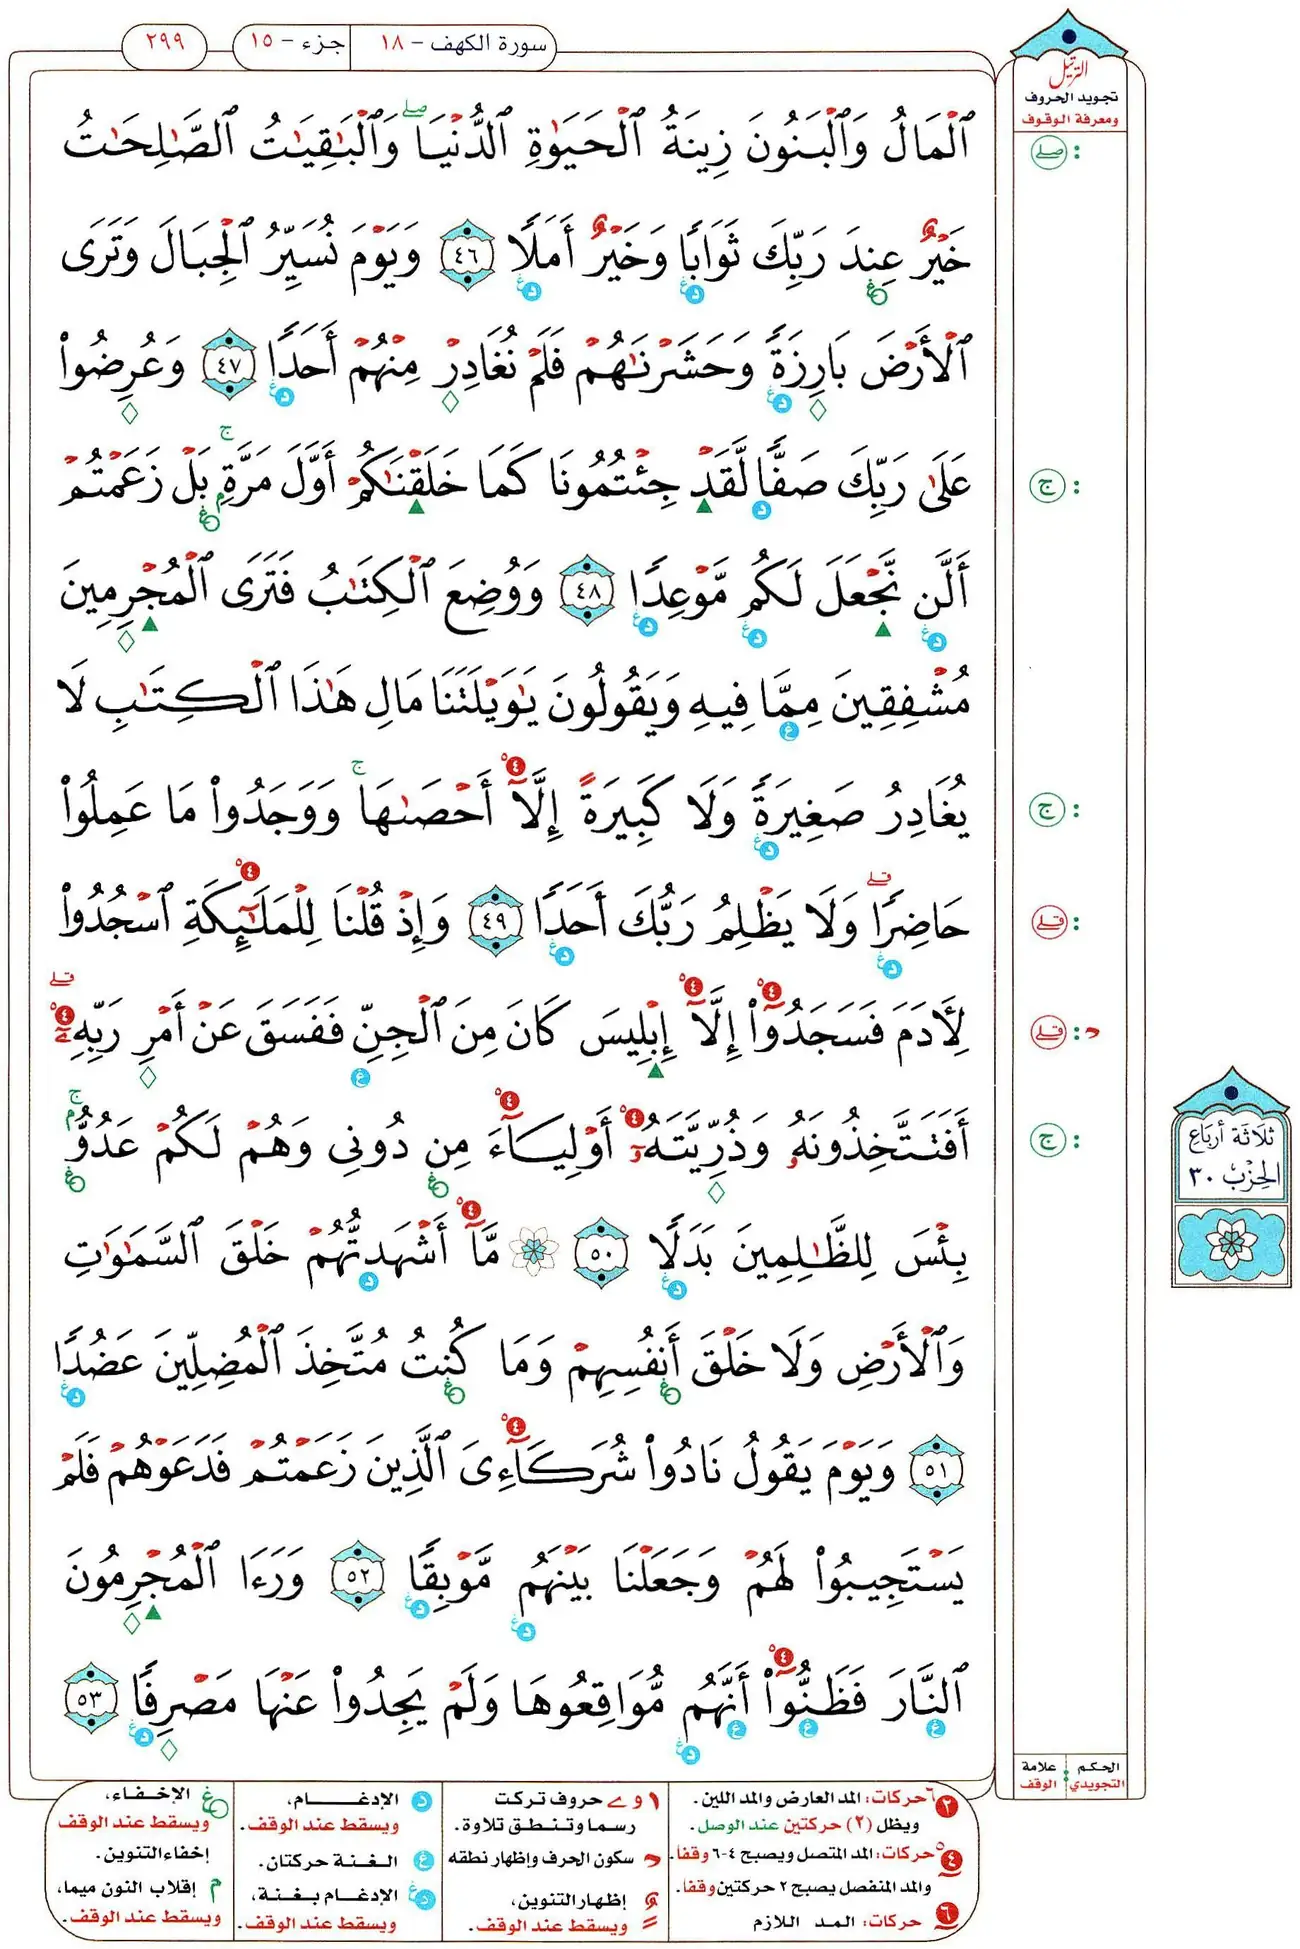 سورة الكهف - ١٨
جزء - ١٥
٢٩٩
الترتيل
تجويد الحروف
ومعرفة الوقوف
ٱلْمَالُ وَٱلْبَنُونَ زِينَةُ ٱلْحَيَوٰةِ ٱلدُّنْيَا ۖ وَٱلْبَٰقِيَٰتُ ٱلصَّٰلِحَٰتُ
: صلى
خَيْرٌ عِندَ رَبِّكَ ثَوَابًا وَخَيْرٌ أَمَلًا ٤٦ وَيَوْمَ نُسَيِّرُ ٱلْجِبَالَ وَتَرَى
ٱلْأَرْضَ بَارِزَةً وَحَشَرْنَٰهُمْ فَلَمْ نُغَادِرْ مِنْهُمْ أَحَدًا ٤٧ وَعُرِضُوا۟
عَلَىٰ رَبِّكَ صَفًّا لَّقَدْ جِئْتُمُونَا كَمَا خَلَقْنَٰكُمْ أَوَّلَ مَرَّةٍۭ ۚ بَلْ زَعَمْتُمْ
: ج
أَلَّن نَّجْعَلَ لَكُم مَّوْعِدًا ٤٨ وَوُضِعَ ٱلْكِتَٰبُ فَتَرَى ٱلْمُجْرِمِينَ
مُشْفِقِينَ مِمَّا فِيهِ وَيَقُولُونَ يَٰوَيْلَتَنَا مَالِ هَٰذَا ٱلْكِتَٰبِ لَا
يُغَادِرُ صَغِيرَةً وَلَا كَبِيرَةً إِلَّآ أَحْصَىٰهَا ۚ وَوَجَدُوا۟ مَا عَمِلُوا۟
: ج
حَاضِرًا ۗ وَلَا يَظْلِمُ رَبُّكَ أَحَدًا ٤٩ وَإِذْ قُلْنَا لِلْمَلَٰٓئِكَةِ ٱسْجُدُوا۟
: قلى
لِأَدَمَ فَسَجَدُوٓا۟ إِلَّآ إِبْلِيسَ كَانَ مِنَ ٱلْجِنِّ فَفَسَقَ عَنْ أَمْرِ رَبِّهِۦٓ ۗ
: قلى
أَفَتَتَّخِذُونَهُۥ وَذُرِّيَّتَهُۥٓ أَوْلِيَآءَ مِن دُونِى وَهُمْ لَكُمْ عَدُوٌّۢ ۚ
: ج
ثلاثة أرباع
الحزب ٣٠
بِئْسَ لِلظَّٰلِمِينَ بَدَلًا ٥٠ ۞ مَّآ أَشْهَدتُّهُمْ خَلْقَ ٱلسَّمَٰوَٰتِ
وَٱلْأَرْضِ وَلَا خَلْقَ أَنفُسِهِمْ وَمَا كُنتُ مُتَّخِذَ ٱلْمُضِلِّينَ عَضُدًا
٥١ وَيَوْمَ يَقُولُ نَادُوا۟ شُرَكَآءِىَ ٱلَّذِينَ زَعَمْتُمْ فَدَعَوْهُمْ فَلَمْ
يَسْتَجِيبُوا۟ لَهُمْ وَجَعَلْنَا بَيْنَهُم مَّوْبِقًا ٥٢ وَرَءَا ٱلْمُجْرِمُونَ
ٱلنَّارَ فَظَنُّوٓا۟ أَنَّهُم مُّوَاقِعُوهَا وَلَمْ يَجِدُوا۟ عَنْهَا مَصْرِفًا ٥٣
الحكم التجويدي : علامة الوقف
٢ ٦ حركات: المد العارض والمد اللين.
ويظل (٢) حركتين عند الوصل.
٤ ٥ حركات: المد المتصل ويصبح ٤-٦ وقفاً.
والمد المنفصل يصبح ٢ حركتين وقفاً.
٦ حركات: المد اللازم
ا و ے حروف تركت
رسما وتنطق تلاوة.
سكون الحرف وإظهار نطقه
إظهار التنوين،
ويسقط عند الوقف.
د الإدغــام،
ويسقط عند الوقف.
غ الغنة حركتان.
د غ الإدغام بغنة،
ويسقط عند الوقف.
الإخفــاء،
ويسقط عند الوقف
إخفاء التنوين.
م إقلاب النون ميما،
ويسقط عند الوقف.